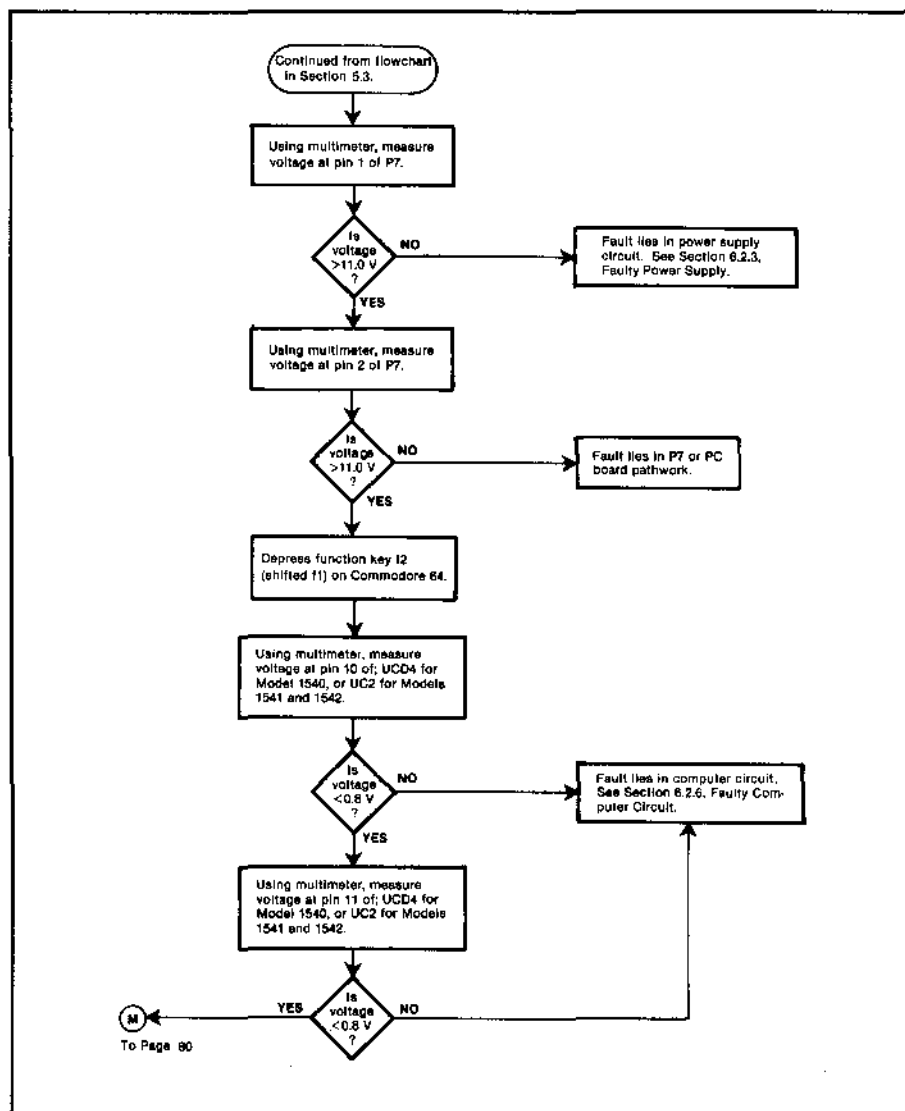 Continued from flowchart
in Section 5.3.
Using multimeter, measure
voltage at pin 1 of P7.
Is
voltage
>11.0 V
?
NO
Fault lies in power supply
circuit. See Section 6.2.3,
Faulty Power Supply.
YES
Using multimeter, measure
voltage at pin 2 of P7.
Is
voltage
>11.0 V
?
NO
Fault lies in P7 or PC
board pathwork.
YES
Depress function key f2
(shifted f1) on Commodore 64.
Using multimeter, measure
voltage at pin 10 of; UCD4 for
Model 1540, or UC2 for Models
1541 and 1542.
Is
voltage
<0.8 V
?
NO
Fault lies in computer circuit.
See Section 6.2.6, Faulty Com-
puter Circuit.
YES
Using multimeter, measure
voltage at pin 11 of; UCD4 for
Model 1540, or UC2 for Models
1541 and 1542.
Is
voltage
<0.8 V
?
YES
NO
M
To Page 80